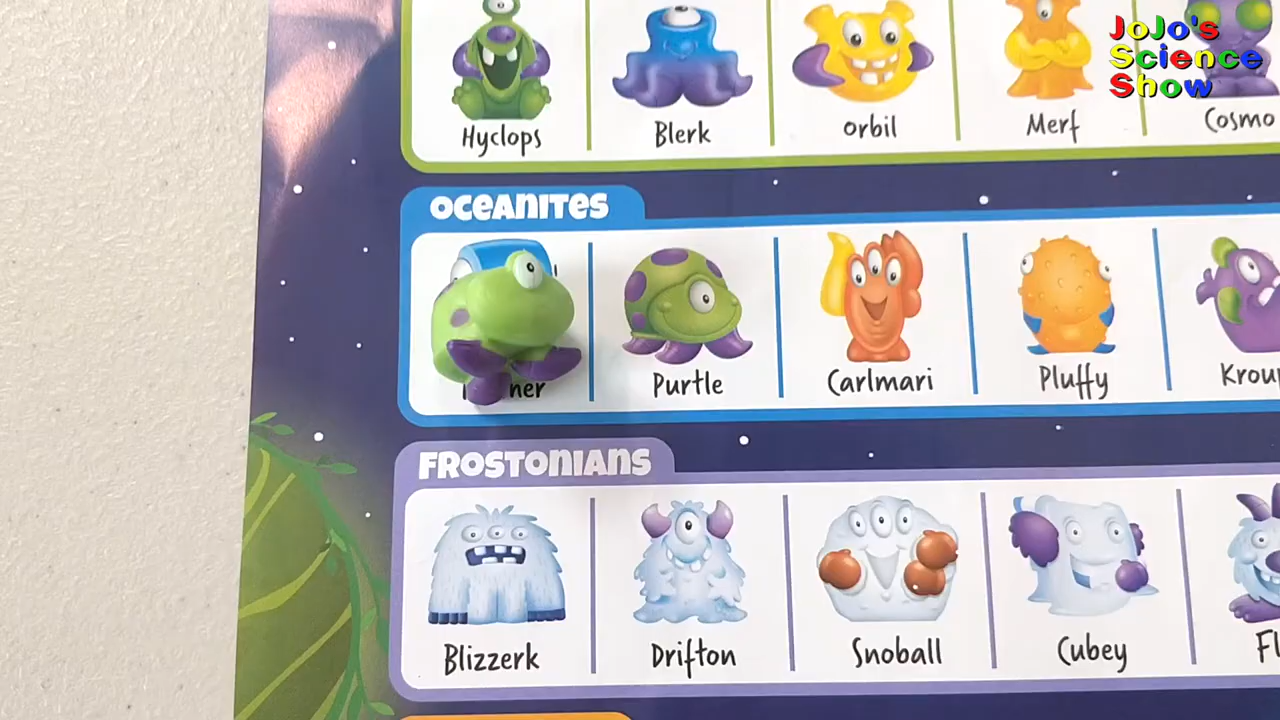 JoJo's
Science
Show
Hyclops
Blerk
Orbil
Merf
Cosmo
OCEANITES
Purtle
Carlmari
Pluffy
FROSTONIANS
Blizzerk
Drifton
Snoball
Cubey